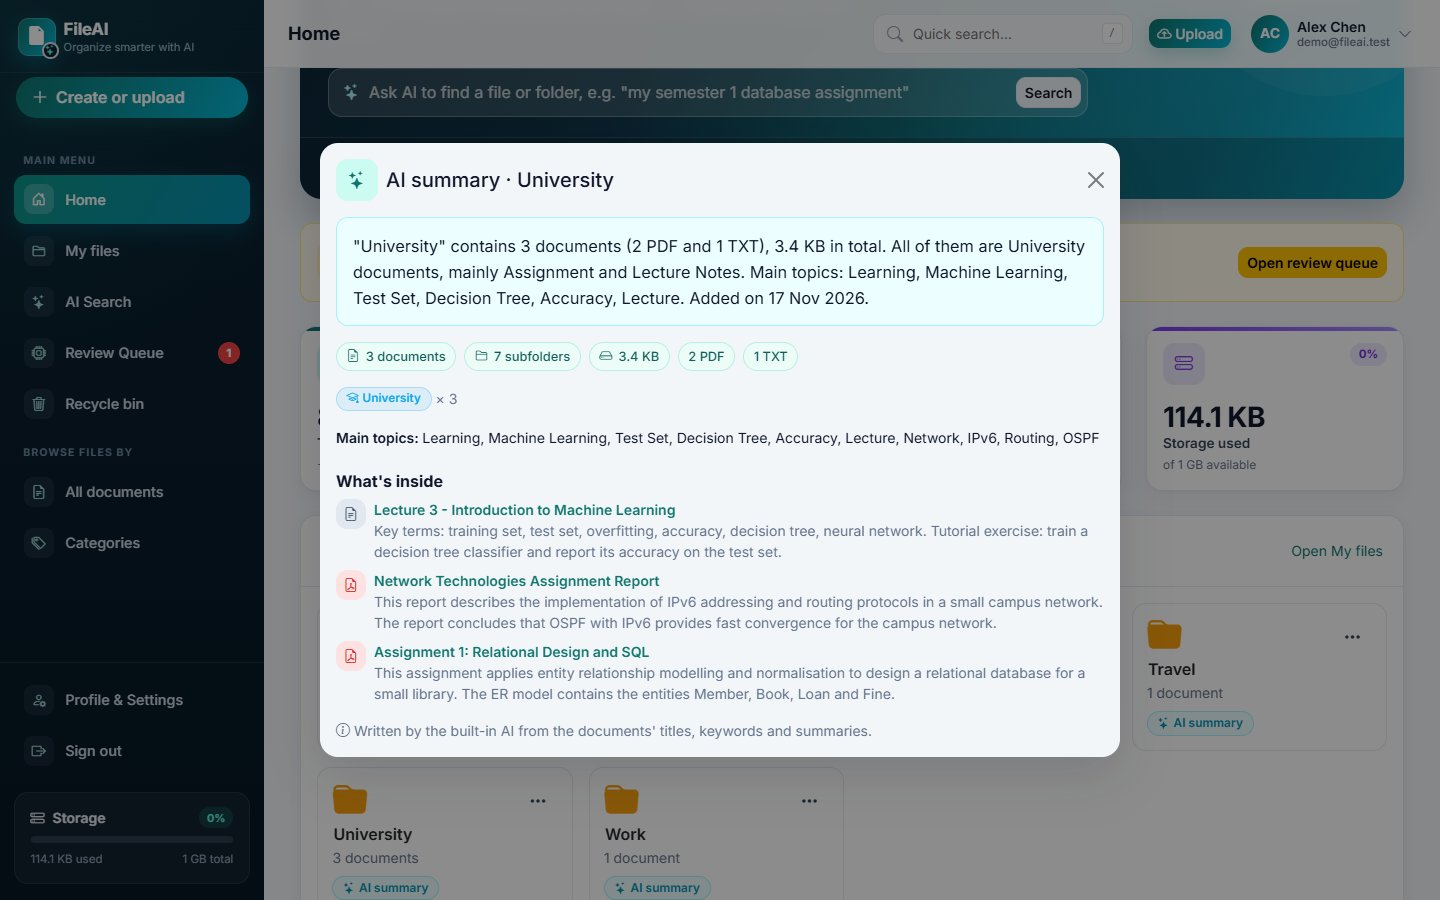 FileAI
Organize smarter with AI
Create or upload
MAIN MENU
Home
My files
AI Search
Review Queue
1
Recycle bin
BROWSE FILES BY
All documents
Categories
Profile & Settings
Sign out
Storage
0%
114.1 KB used
1 GB total
Home
Quick search...
/
Upload
AC
Alex Chen
demo@fileai.test
Ask AI to find a file or folder, e.g. "my semester 1 database assignment"
Search
Open review queue
0%
114.1 KB
Storage used
of 1 GB available
Open My files
Travel
1 document
AI summary
University
3 documents
AI summary
Work
1 document
AI summary
AI summary · University
"University" contains 3 documents (2 PDF and 1 TXT), 3.4 KB in total. All of them are University
documents, mainly Assignment and Lecture Notes. Main topics: Learning, Machine Learning,
Test Set, Decision Tree, Accuracy, Lecture. Added on 17 Nov 2026.
3 documents
7 subfolders
3.4 KB
2 PDF
1 TXT
University × 3
Main topics: Learning, Machine Learning, Test Set, Decision Tree, Accuracy, Lecture, Network, IPv6, Routing, OSPF
What's inside
Lecture 3 - Introduction to Machine Learning
Key terms: training set, test set, overfitting, accuracy, decision tree, neural network. Tutorial exercise: train a
decision tree classifier and report its accuracy on the test set.
Network Technologies Assignment Report
This report describes the implementation of IPv6 addressing and routing protocols in a small campus network.
The report concludes that OSPF with IPv6 provides fast convergence for the campus network.
Assignment 1: Relational Design and SQL
This assignment applies entity relationship modelling and normalisation to design a relational database for a
small library. The ER model contains the entities Member, Book, Loan and Fine.
Written by the built-in AI from the documents' titles, keywords and summaries.